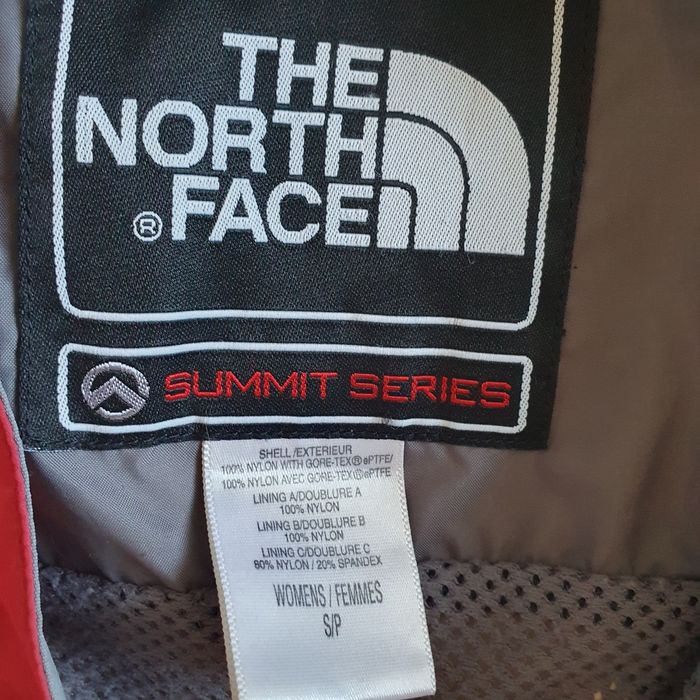 THE
NORTH
FACE
®
SUMMIT SERIES
SHELL/EXTERIEUR
100% NYLON WITH GORE-TEX® ePTFE/
100% NYLON AVEC GORE-TEX® ePTFE
LINING A/DOUBLURE A
100% NYLON
LINING B/DOUBLURE B
100% NYLON
LINING C/DOUBLURE C
80% NYLON / 20% SPANDEX
WOMENS / FEMMES
S/P